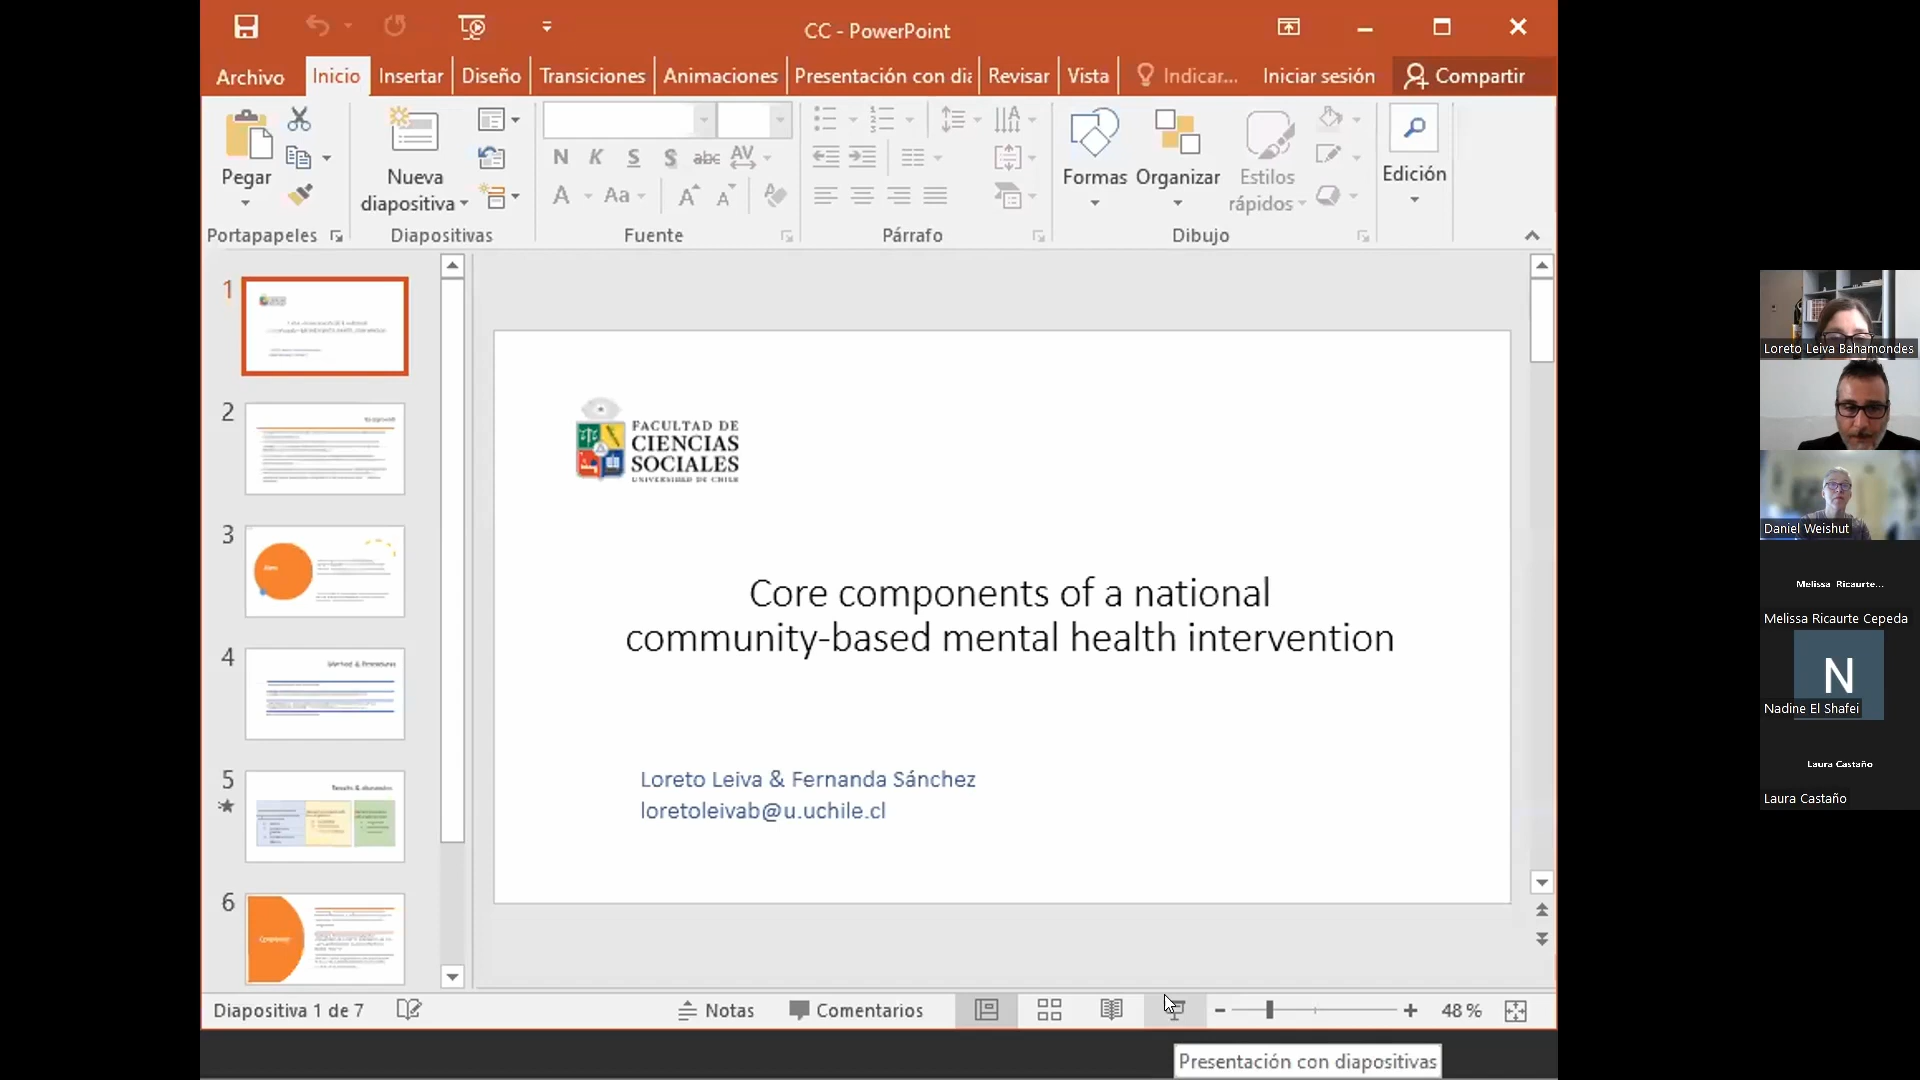 CC - PowerPoint
Archivo
Inicio
Insertar
Diseño
Transiciones
Animaciones
Presentación con dia
Revisar
Vista
Indicar...
Iniciar sesión
Compartir
Pegar
Nueva
diapositiva
N K S S abc AV
A Aa A A
Formas
Organizar
Estilos
rápidos
Edición
Portapapeles
Diapositivas
Fuente
Párrafo
Dibujo
1
2
3
4
5
6
FACULTAD DE
CIENCIAS
SOCIALES
UNIVERSIDAD DE CHILE
Core components of a national
community-based mental health intervention
Loreto Leiva & Fernanda Sánchez
loretoleivab@u.uchile.cl
Diapositiva 1 de 7
Notas
Comentarios
48 %
Presentación con diapositivas
Loreto Leiva Bahamondes
Daniel Weishut
Melissa Ricaurte...
Melissa Ricaurte Cepeda
N
Nadine El Shafei
Laura Castaño
Laura Castaño